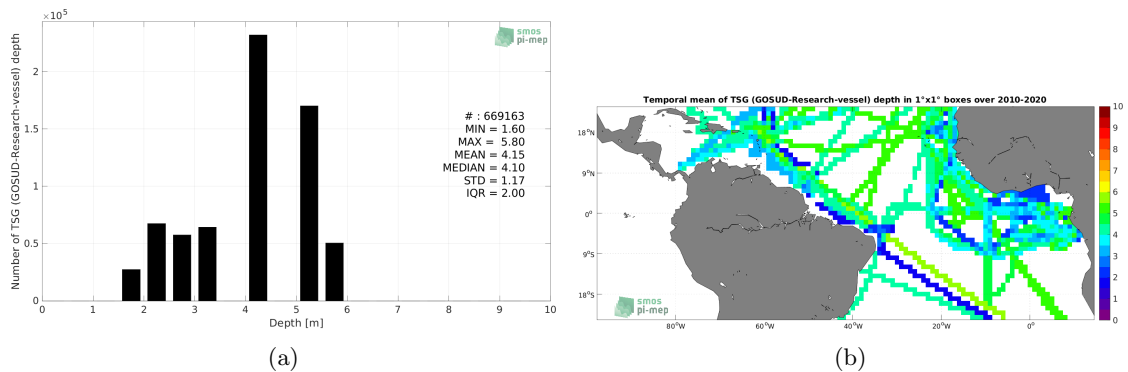 ×10⁵
smos
pi-mep
Number of TSG (GOSUD-Research-vessel) depth
2
1.5
1
0.5
0
# : 669163
MIN = 1.60
MAX = 5.80
MEAN = 4.15
MEDIAN = 4.10
STD = 1.17
IQR = 2.00
0 1 2 3 4 5 6 7 8 9 10
Depth [m]
(a)
Temporal mean of TSG (GOSUD-Research-vessel) depth in 1°x1° boxes over 2010-2020
18°N
9°N
0°
9°S
18°S
smos
pi-mep
80°W 60°W 40°W 20°W 0°
10
9
8
7
6
5
4
3
2
1
0
(b)